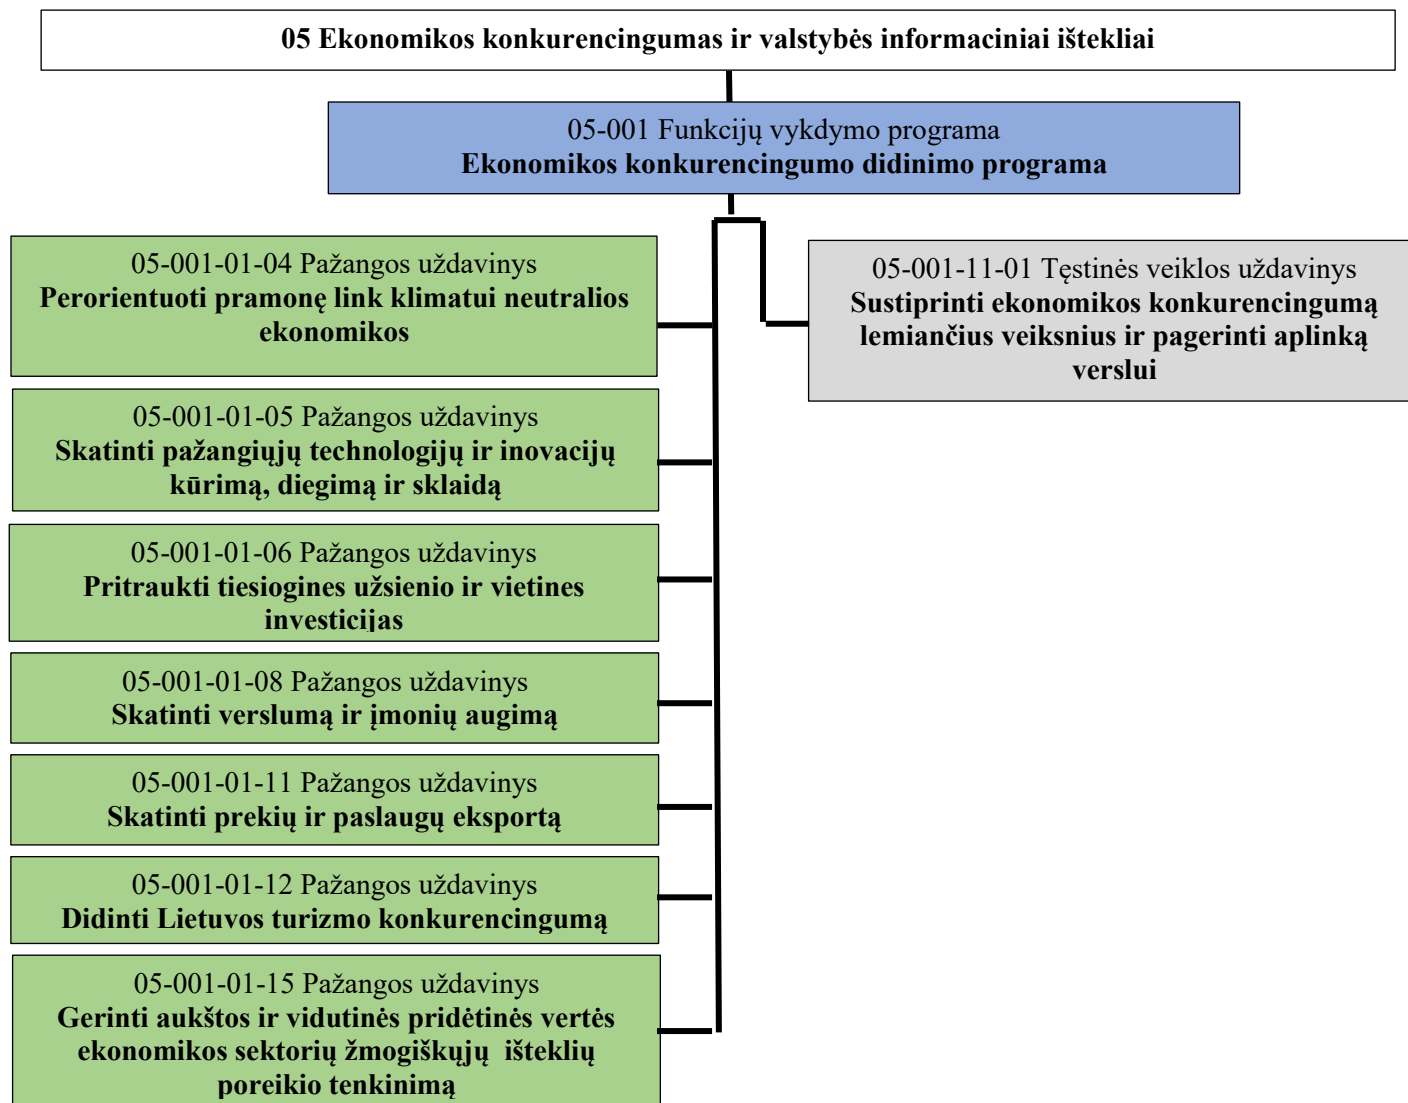 05 Ekonomikos konkurencingumas ir valstybės informaciniai ištekliai
05-001 Funkcijų vykdymo programa
Ekonomikos konkurencingumo didinimo programa
05-001-01-04 Pažangos uždavinys
Perorientuoti pramonę link klimatui neutralios
ekonomikos
05-001-11-01 Tęstinės veiklos uždavinys
Sustiprinti ekonomikos konkurencingumą
lemiančius veiksnius ir pagerinti aplinką
verslui
05-001-01-05 Pažangos uždavinys
Skatinti pažangiųjų technologijų ir inovacijų
kūrimą, diegimą ir sklaidą
05-001-01-06 Pažangos uždavinys
Pritraukti tiesiogines užsienio ir vietines
investicijas
05-001-01-08 Pažangos uždavinys
Skatinti verslumą ir įmonių augimą
05-001-01-11 Pažangos uždavinys
Skatinti prekių ir paslaugų eksportą
05-001-01-12 Pažangos uždavinys
Didinti Lietuvos turizmo konkurencingumą
05-001-01-15 Pažangos uždavinys
Gerinti aukštos ir vidutinės pridėtinės vertės
ekonomikos sektorių žmogiškųjų  išteklių
poreikio tenkinimą